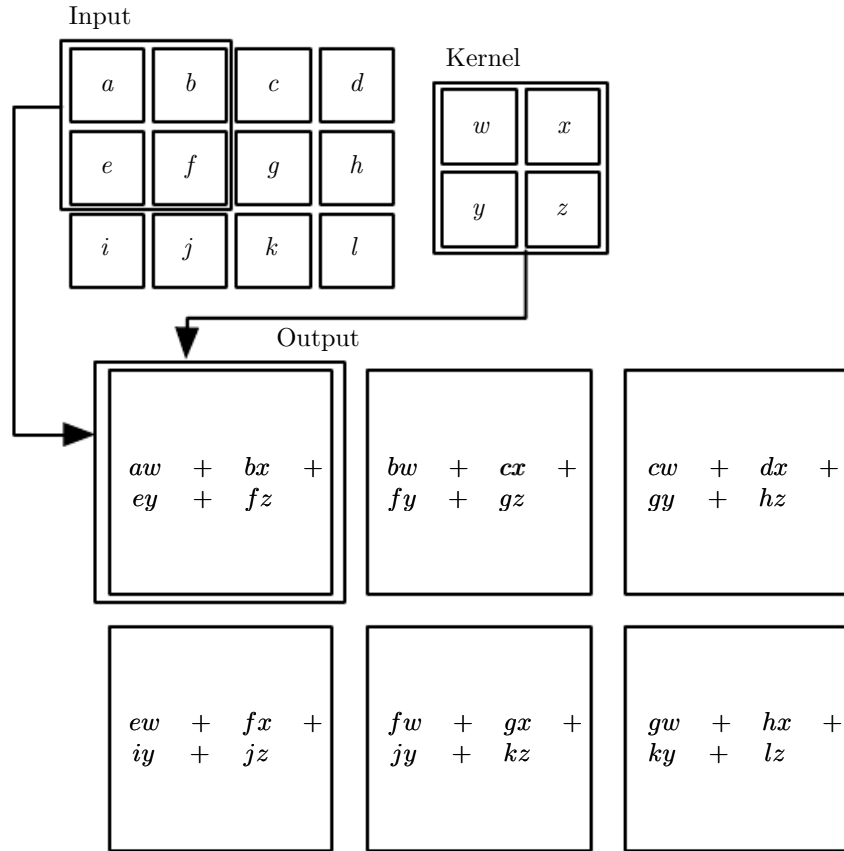 Input
Kernel
a b c d
w x
e f g h
y z
i j k l
Output
aw + bx +
ey + fz
bw + cx +
fy + gz
cw + dx +
gy + hz
ew + fx +
iy + jz
fw + gx +
jy + kz
gw + hx +
ky + lz